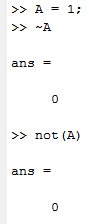 >> A = 1;
>> ~A
ans =
0
>> not(A)
ans =
0